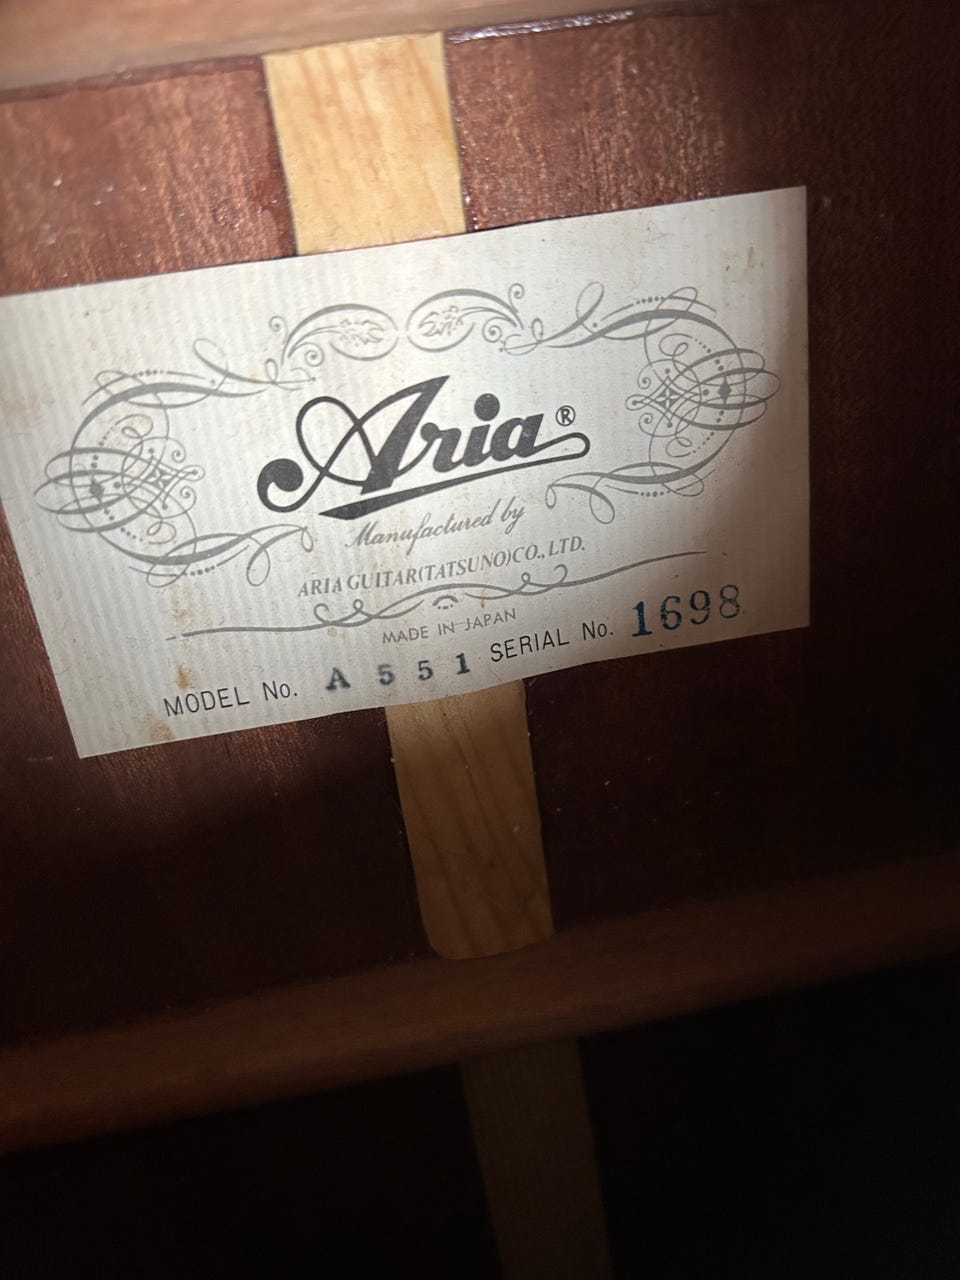 Aria®
Manufactured by
ARIA GUITAR(TATSUNO)CO.,LTD.
MADE IN JAPAN
MODEL No. A 5 5 1 SERIAL No. 1698